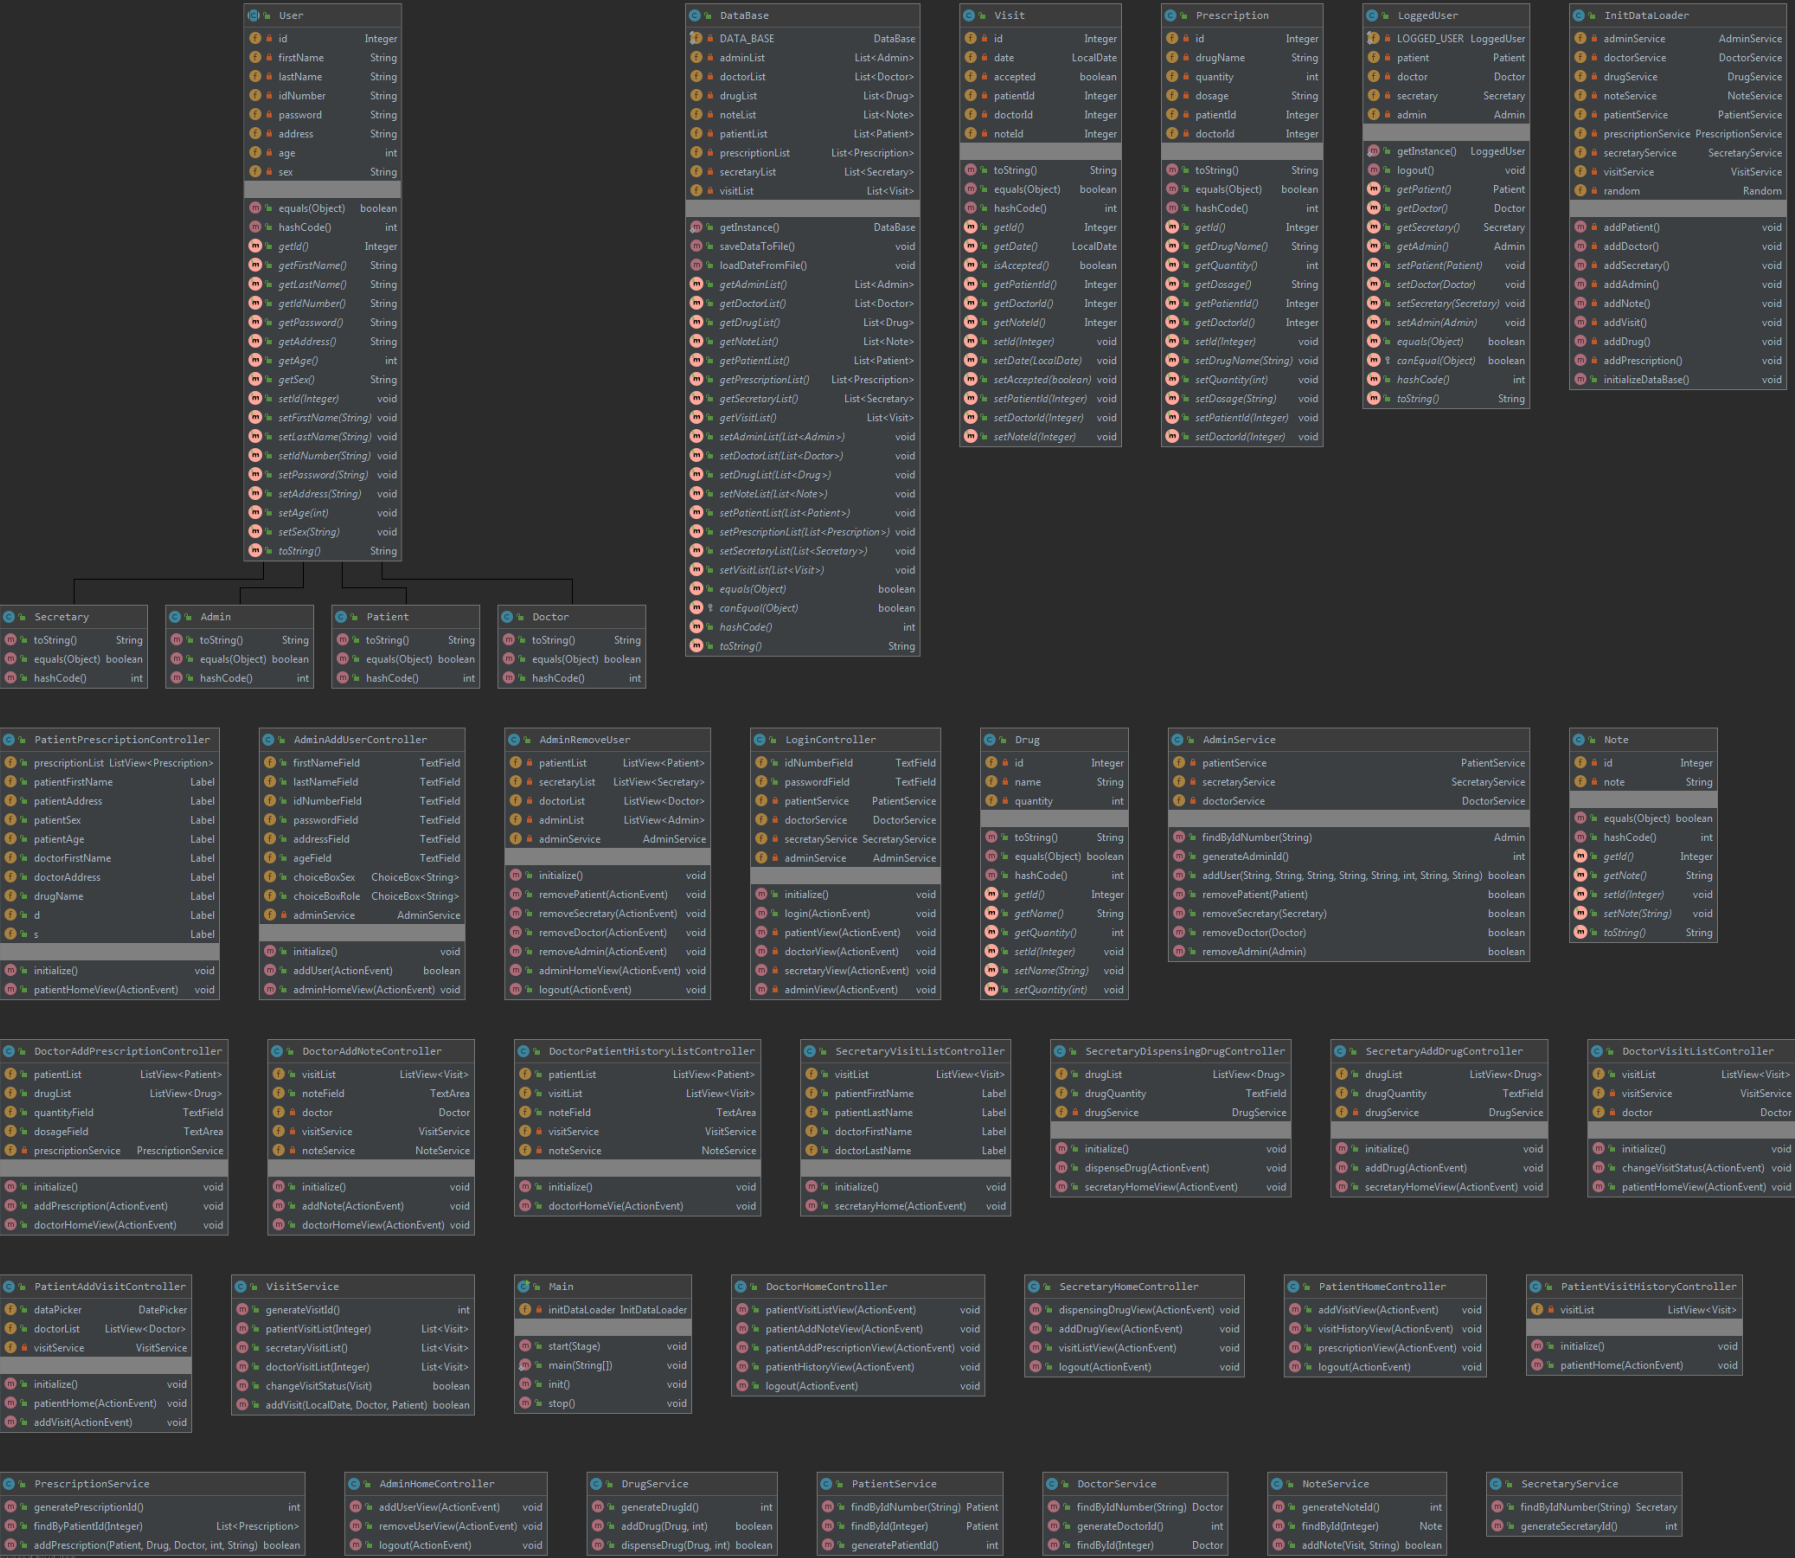 User
id Integer
firstName String
lastName String
idNumber String
password String
address String
age int
sex String
equals(Object) boolean
hashCode() int
getId() Integer
getFirstName() String
getLastName() String
getIdNumber() String
getPassword() String
getAddress() String
getAge() int
getSex() String
setId(Integer) void
setFirstName(String) void
setLastName(String) void
setIdNumber(String) void
setPassword(String) void
setAddress(String) void
setAge(int) void
setSex(String) void
toString() String
DataBase
DATA_BASE DataBase
adminList List<Admin>
doctorList List<Doctor>
drugList List<Drug>
noteList List<Note>
patientList List<Patient>
prescriptionList List<Prescription>
secretaryList List<Secretary>
visitList List<Visit>
getInstance() DataBase
saveDataToFile() void
loadDateFromFile() void
getAdminList() List<Admin>
getDoctorList() List<Doctor>
getDrugList() List<Drug>
getNoteList() List<Note>
getPatientList() List<Patient>
getPrescriptionList() List<Prescription>
getSecretaryList() List<Secretary>
getVisitList() List<Visit>
setAdminList(List<Admin>) void
setDoctorList(List<Doctor>) void
setDrugList(List<Drug>) void
setNoteList(List<Note>) void
setPatientList(List<Patient>) void
setPrescriptionList(List<Prescription>) void
setSecretaryList(List<Secretary>) void
setVisitList(List<Visit>) void
equals(Object) boolean
canEqual(Object) boolean
hashCode() int
toString() String
Visit
id Integer
date LocalDate
accepted boolean
patientId Integer
doctorId Integer
noteId Integer
toString() String
equals(Object) boolean
hashCode() int
getId() Integer
getDate() LocalDate
isAccepted() boolean
getPatientId() Integer
getDoctorId() Integer
getNoteId() Integer
setId(Integer) void
setDate(LocalDate) void
setAccepted(boolean) void
setPatientId(Integer) void
setDoctorId(Integer) void
setNoteId(Integer) void
Prescription
id Integer
drugName String
quantity int
dosage String
patientId Integer
doctorId Integer
toString() String
equals(Object) boolean
hashCode() int
getId() Integer
getDrugName() String
getQuantity() int
getDosage() String
getPatientId() Integer
getDoctorId() Integer
setId(Integer) void
setDrugName(String) void
setQuantity(int) void
setDosage(String) void
setPatientId(Integer) void
setDoctorId(Integer) void
LoggedUser
LOGGED_USER LoggedUser
patient Patient
doctor Doctor
secretary Secretary
admin Admin
getInstance() LoggedUser
logout() void
getPatient() Patient
getDoctor() Doctor
getSecretary() Secretary
getAdmin() Admin
setPatient(Patient) void
setDoctor(Doctor) void
setSecretary(Secretary) void
setAdmin(Admin) void
equals(Object) boolean
canEqual(Object) boolean
hashCode() int
toString() String
InitDataLoader
adminService AdminService
doctorService DoctorService
drugService DrugService
noteService NoteService
patientService PatientService
prescriptionService PrescriptionService
secretaryService SecretaryService
visitService VisitService
random Random
addPatient() void
addDoctor() void
addSecretary() void
addAdmin() void
addNote() void
addVisit() void
addDrug() void
addPrescription() void
initializeDataBase() void
Secretary
toString() String
equals(Object) boolean
hashCode() int
Admin
toString() String
equals(Object) boolean
hashCode() int
Patient
toString() String
equals(Object) boolean
hashCode() int
Doctor
toString() String
equals(Object) boolean
hashCode() int
PatientPrescriptionController
prescriptionList ListView<Prescription>
patientFirstName Label
patientAddress Label
patientSex Label
patientAge Label
doctorFirstName Label
doctorAddress Label
drugName Label
d Label
s Label
initialize() void
patientHomeView(ActionEvent) void
AdminAddUserController
firstNameField TextField
lastNameField TextField
idNumberField TextField
passwordField TextField
addressField TextField
ageField TextField
choiceBoxSex ChoiceBox<String>
choiceBoxRole ChoiceBox<String>
adminService AdminService
initialize() void
addUser(ActionEvent) boolean
adminHomeView(ActionEvent) void
AdminRemoveUser
patientList ListView<Patient>
secretaryList ListView<Secretary>
doctorList ListView<Doctor>
adminList ListView<Admin>
adminService AdminService
initialize() void
removePatient(ActionEvent) void
removeSecretary(ActionEvent) void
removeDoctor(ActionEvent) void
removeAdmin(ActionEvent) void
adminHomeView(ActionEvent) void
logout(ActionEvent) void
LoginController
idNumberField TextField
passwordField TextField
patientService PatientService
doctorService DoctorService
secretaryService SecretaryService
adminService AdminService
initialize() void
login(ActionEvent) void
patientView(ActionEvent) void
doctorView(ActionEvent) void
secretaryView(ActionEvent) void
adminView(ActionEvent) void
Drug
id Integer
name String
quantity int
toString() String
equals(Object) boolean
hashCode() int
getId() Integer
getName() String
getQuantity() int
setId(Integer) void
setName(String) void
setQuantity(int) void
AdminService
patientService PatientService
secretaryService SecretaryService
doctorService DoctorService
findByIdNumber(String) Admin
generateAdminId() int
addUser(String, String, String, String, String, int, String, String) boolean
removePatient(Patient) boolean
removeSecretary(Secretary) boolean
removeDoctor(Doctor) boolean
removeAdmin(Admin) boolean
Note
id Integer
note String
equals(Object) boolean
hashCode() int
getId() Integer
getNote() String
setId(Integer) void
setNote(String) void
toString() String
DoctorAddPrescriptionController
patientList ListView<Patient>
drugList ListView<Drug>
quantityField TextField
dosageField TextArea
prescriptionService PrescriptionService
initialize() void
addPrescription(ActionEvent) void
doctorHomeView(ActionEvent) void
DoctorAddNoteController
visitList ListView<Visit>
noteField TextArea
doctor Doctor
visitService VisitService
noteService NoteService
initialize() void
addNote(ActionEvent) void
doctorHomeView(ActionEvent) void
DoctorPatientHistoryListController
patientList ListView<Patient>
visitList ListView<Visit>
noteField TextArea
visitService VisitService
noteService NoteService
initialize() void
doctorHomeVie(ActionEvent) void
SecretaryVisitListController
visitList ListView<Visit>
patientFirstName Label
patientLastName Label
doctorFirstName Label
doctorLastName Label
initialize() void
secretaryHome(ActionEvent) void
SecretaryDispensingDrugController
drugList ListView<Drug>
drugQuantity TextField
drugService DrugService
initialize() void
dispenseDrug(ActionEvent) void
secretaryHomeView(ActionEvent) void
SecretaryAddDrugController
drugList ListView<Drug>
drugQuantity TextField
drugService DrugService
initialize() void
addDrug(ActionEvent) void
secretaryHomeView(ActionEvent) void
DoctorVisitListController
visitList ListView<Visit>
visitService VisitService
doctor Doctor
initialize() void
changeVisitStatus(ActionEvent) void
patientHomeView(ActionEvent) void
PatientAddVisitController
dataPicker DatePicker
doctorList ListView<Doctor>
visitService VisitService
initialize() void
patientHome(ActionEvent) void
addVisit(ActionEvent) void
VisitService
generateVisitId() int
patientVisitList(Integer) List<Visit>
secretaryVisitList() List<Visit>
doctorVisitList(Integer) List<Visit>
changeVisitStatus(Visit) boolean
addVisit(LocalDate, Doctor, Patient) boolean
Main
initDataLoader InitDataLoader
start(Stage) void
main(String[]) void
init() void
stop() void
DoctorHomeController
patientVisitListView(ActionEvent) void
patientAddNoteView(ActionEvent) void
patientAddPrescriptionView(ActionEvent) void
patientHistoryView(ActionEvent) void
logout(ActionEvent) void
SecretaryHomeController
dispensingDrugView(ActionEvent) void
addDrugView(ActionEvent) void
visitListView(ActionEvent) void
logout(ActionEvent) void
PatientHomeController
addVisitView(ActionEvent) void
visitHistoryView(ActionEvent) void
prescriptionView(ActionEvent) void
logout(ActionEvent) void
PatientVisitHistoryController
visitList ListView<Visit>
initialize() void
patientHome(ActionEvent) void
PrescriptionService
generatePrescriptionId() int
findByPatientId(Integer) List<Prescription>
addPrescription(Patient, Drug, Doctor, int, String) boolean
AdminHomeController
addUserView(ActionEvent) void
removeUserView(ActionEvent) void
logout(ActionEvent) void
DrugService
generateDrugId() int
addDrug(Drug, int) boolean
dispenseDrug(Drug, int) boolean
PatientService
findByIdNumber(String) Patient
findById(Integer) Patient
generatePatientId() int
DoctorService
findByIdNumber(String) Doctor
generateDoctorId() int
findById(Integer) Doctor
NoteService
generateNoteId() int
findById(Integer) Note
addNote(Visit, String) boolean
SecretaryService
findByIdNumber(String) Secretary
generateSecretaryId() int